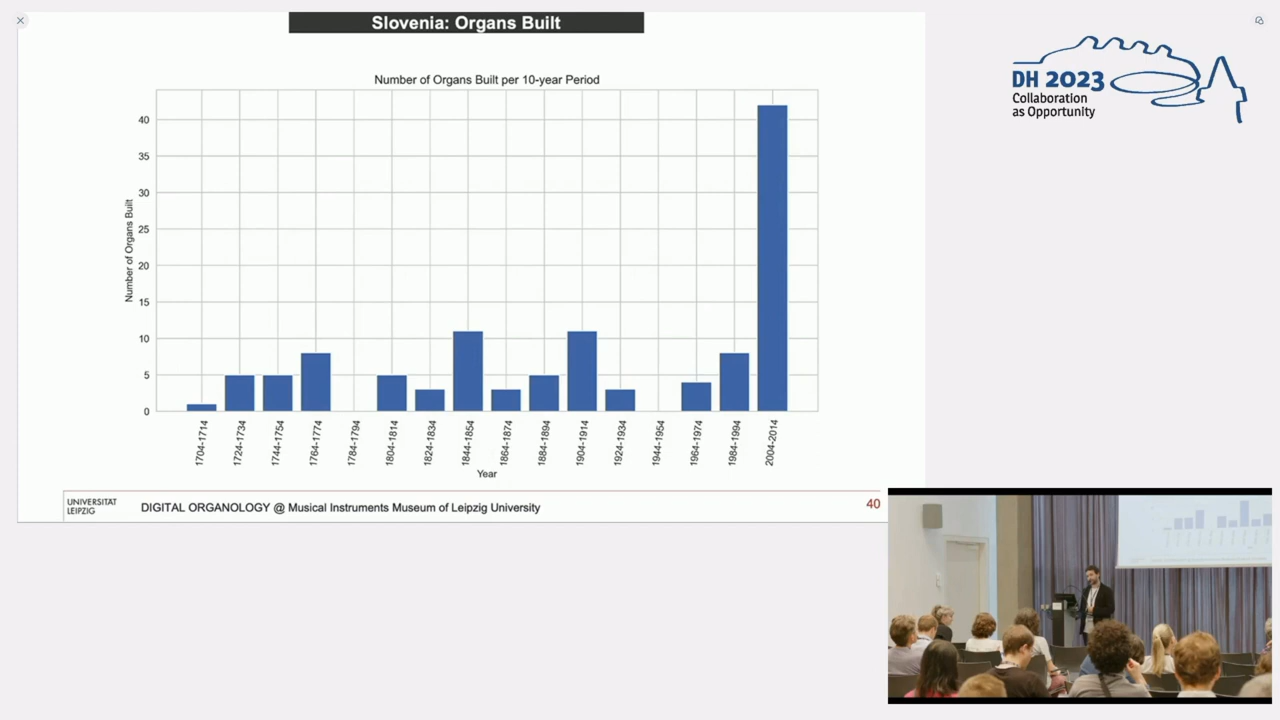 Slovenia: Organs Built
DH 2023
Collaboration
as Opportunity
Number of Organs Built per 10-year Period
Number of Organs Built
40
35
30
25
20
15
10
5
0
1704-1714
1724-1734
1744-1754
1764-1774
1784-1794
1804-1814
1824-1834
1844-1854
1864-1874
1884-1894
1904-1914
1924-1934
1944-1954
1964-1974
1984-1994
2004-2014
Year
UNIVERSITÄT
LEIPZIG
DIGITAL ORGANOLOGY @ Musical Instruments Museum of Leipzig University
40